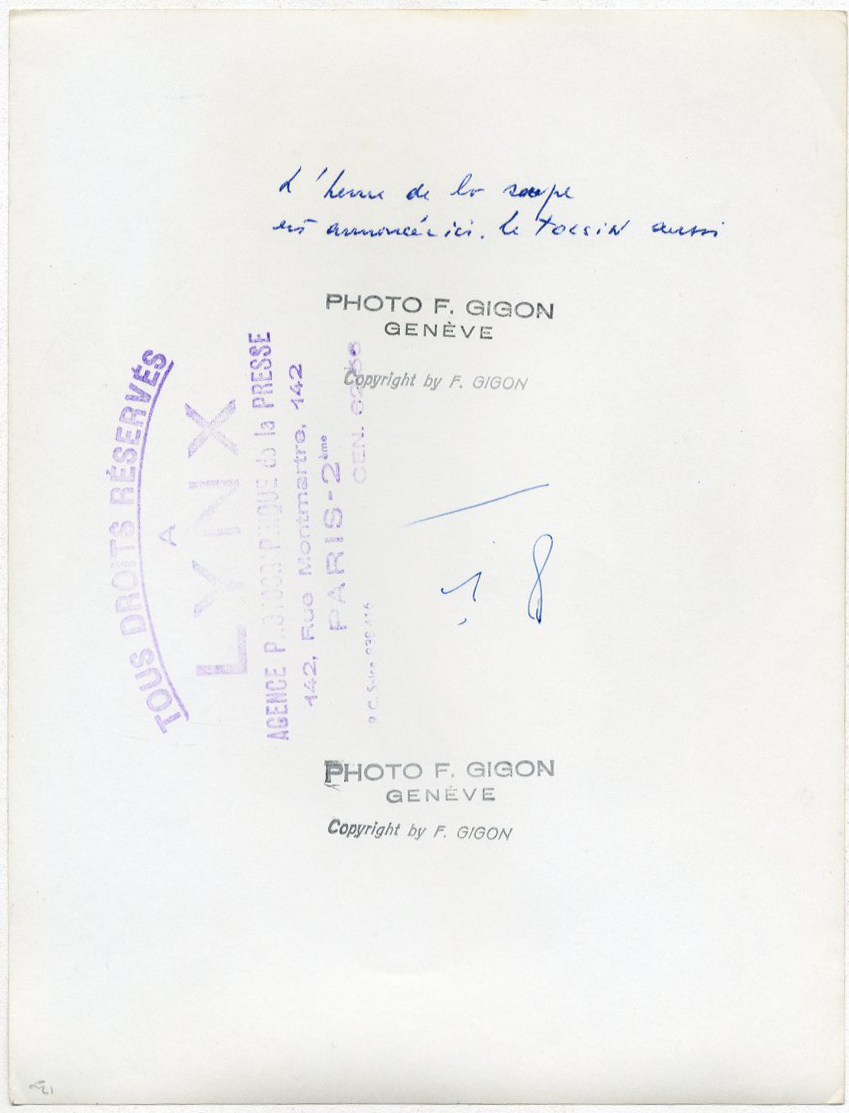 L'heure de la soupe
est annoncée ici. Le TOCSIN aussi
PHOTO F. GIGON
GENÈVE
Copyright by F. GIGON
TOUS DROITS RÉSERVÉS
A
LYNX
AGENCE PHOTOGRAPHIQUE de la PRESSE
142, Rue Montmartre, 142
PARIS-2ème
CEN.
R.C. Seine
18
PHOTO F. GIGON
GENÈVE
Copyright by F. GIGON